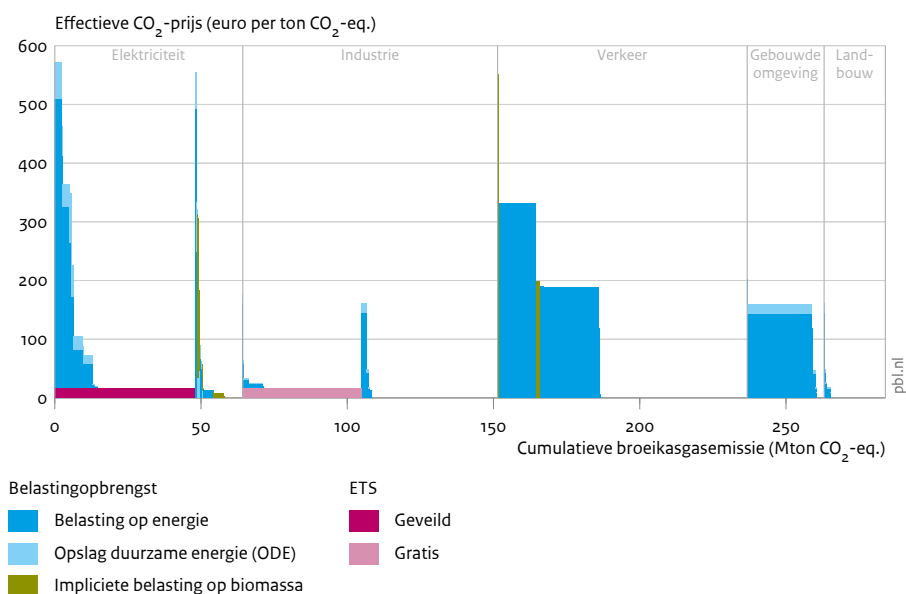 Effectieve CO2-prijs (euro per ton CO2-eq.)
600
500
400
300
200
100
0
Elektriciteit
Industrie
Verkeer
Gebouwde
omgeving
Land-
bouw
0
50
100
150
200
250
Cumulatieve broeikasgasemissie (Mton CO2-eq.)
pbl.nl
Belastingopbrengst
Belasting op energie
Opslag duurzame energie (ODE)
Impliciete belasting op biomassa
ETS
Geveild
Gratis